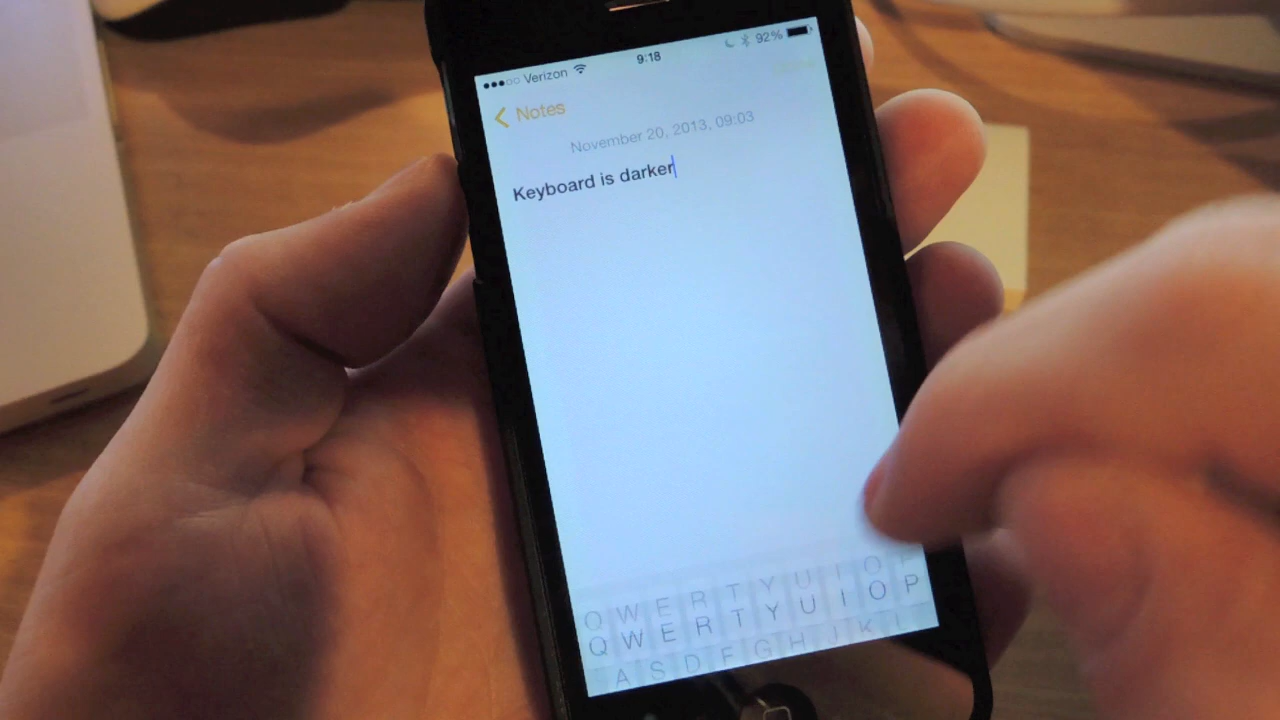 Verizon 9:18 92%
Notes
November 20, 2013, 09:03
Keyboard is darker
Q W E R T Y U I O P
Q W E R T Y U I O P
A S D F G H J K L